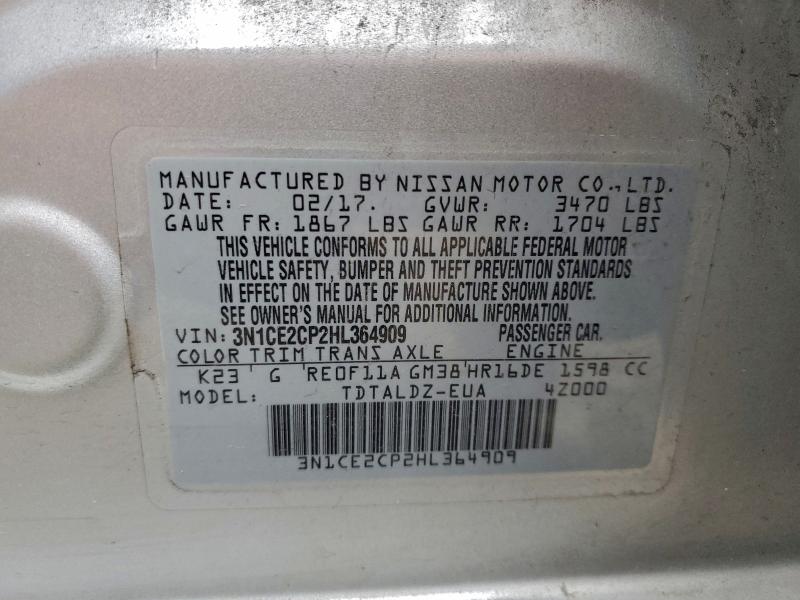 MANUFACTURED BY NISSAN MOTOR CO., LTD.
DATE: 02/17. GVWR: 3470 LBS
GAWR FR: 1867 LBS GAWR RR: 1704 LBS
THIS VEHICLE CONFORMS TO ALL APPLICABLE FEDERAL MOTOR
VEHICLE SAFETY, BUMPER AND THEFT PREVENTION STANDARDS
IN EFFECT ON THE DATE OF MANUFACTURE SHOWN ABOVE.
SEE OWNER'S MANUAL FOR ADDITIONAL INFORMATION.
VIN: 3N1CE2CP2HL364909 PASSENGER CAR.
COLOR TRIM TRANS AXLE ENGINE
K23 G RE0F11A GM38 HR16DE 1598 CC
MODEL: TDTALDZ-EUA 4Z000
3N1CE2CP2HL364909